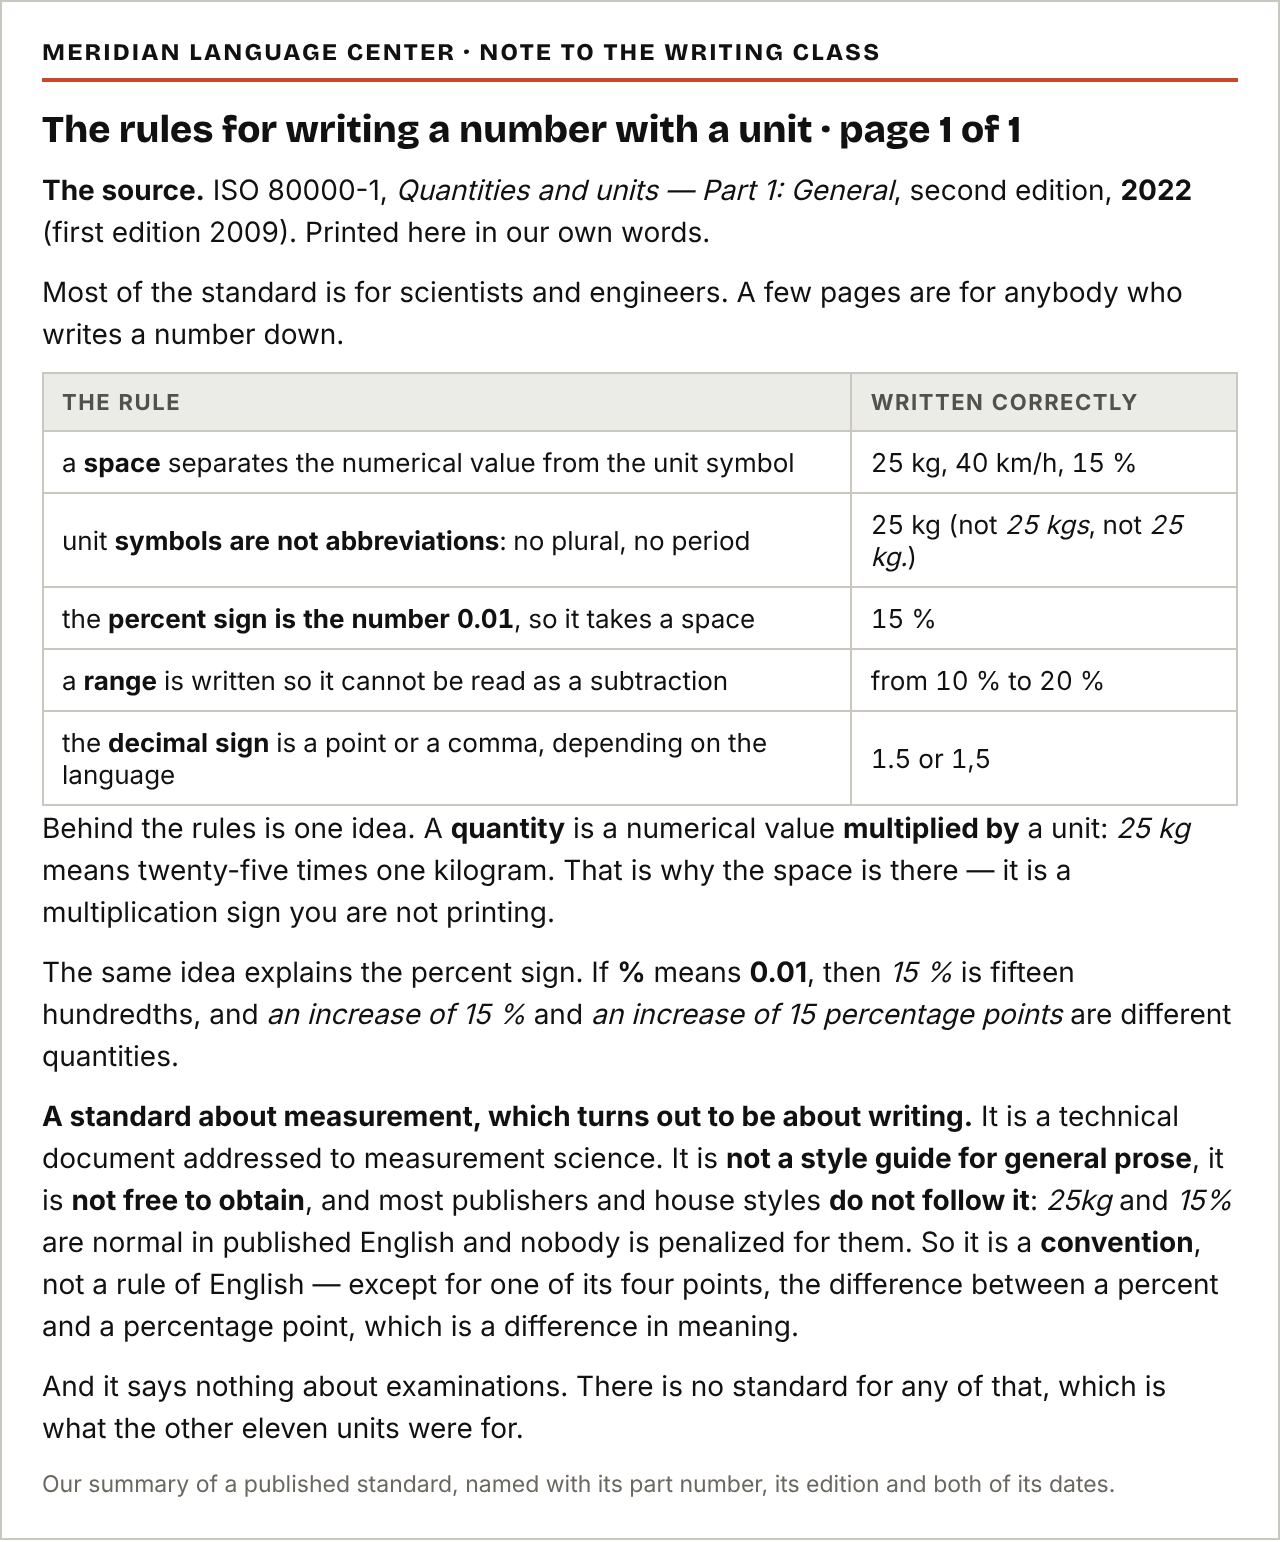 MERIDIAN LANGUAGE CENTER · NOTE TO THE WRITING CLASS
The rules for writing a number with a unit · page 1 of 1
The source. ISO 80000-1, Quantities and units — Part 1: General, second edition, 2022
(first edition 2009). Printed here in our own words.
Most of the standard is for scientists and engineers. A few pages are for anybody who
writes a number down.
THE RULE WRITTEN CORRECTLY
a space separates the numerical value from the unit symbol 25 kg, 40 km/h, 15 %
unit symbols are not abbreviations: no plural, no period 25 kg (not 25 kgs, not 25
kg.)
the percent sign is the number 0.01, so it takes a space 15 %
a range is written so it cannot be read as a subtraction from 10 % to 20 %
the decimal sign is a point or a comma, depending on the
language 1.5 or 1,5
Behind the rules is one idea. A quantity is a numerical value multiplied by a unit: 25 kg
means twenty-five times one kilogram. That is why the space is there — it is a
multiplication sign you are not printing.
The same idea explains the percent sign. If % means 0.01, then 15 % is fifteen
hundredths, and an increase of 15 % and an increase of 15 percentage points are different
quantities.
A standard about measurement, which turns out to be about writing. It is a technical
document addressed to measurement science. It is not a style guide for general prose, it
is not free to obtain, and most publishers and house styles do not follow it: 25kg and 15%
are normal in published English and nobody is penalized for them. So it is a convention,
not a rule of English — except for one of its four points, the difference between a percent
and a percentage point, which is a difference in meaning.
And it says nothing about examinations. There is no standard for any of that, which is
what the other eleven units were for.
Our summary of a published standard, named with its part number, its edition and both of its dates.